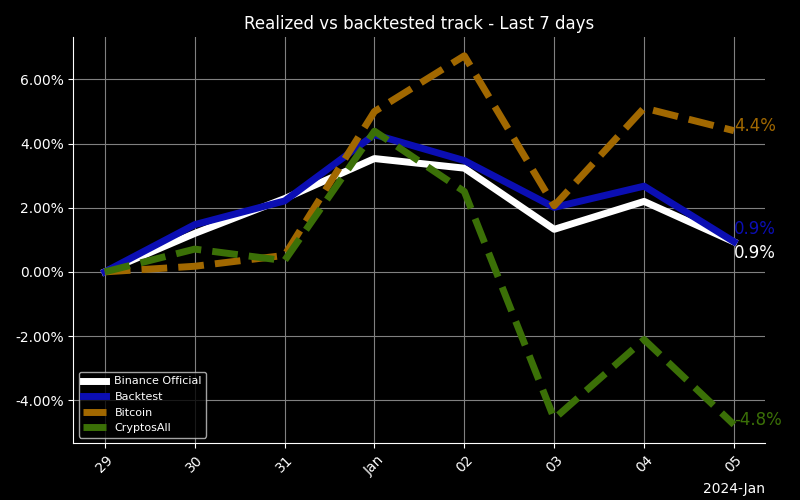 Realized vs backtested track - Last 7 days
6.00%
4.00%
2.00%
0.00%
-2.00%
-4.00%
4.4%
0.9%
0.9%
-4.8%
Binance Official
Backtest
Bitcoin
CryptosAll
29
30
31
Jan
02
03
04
05
2024-Jan